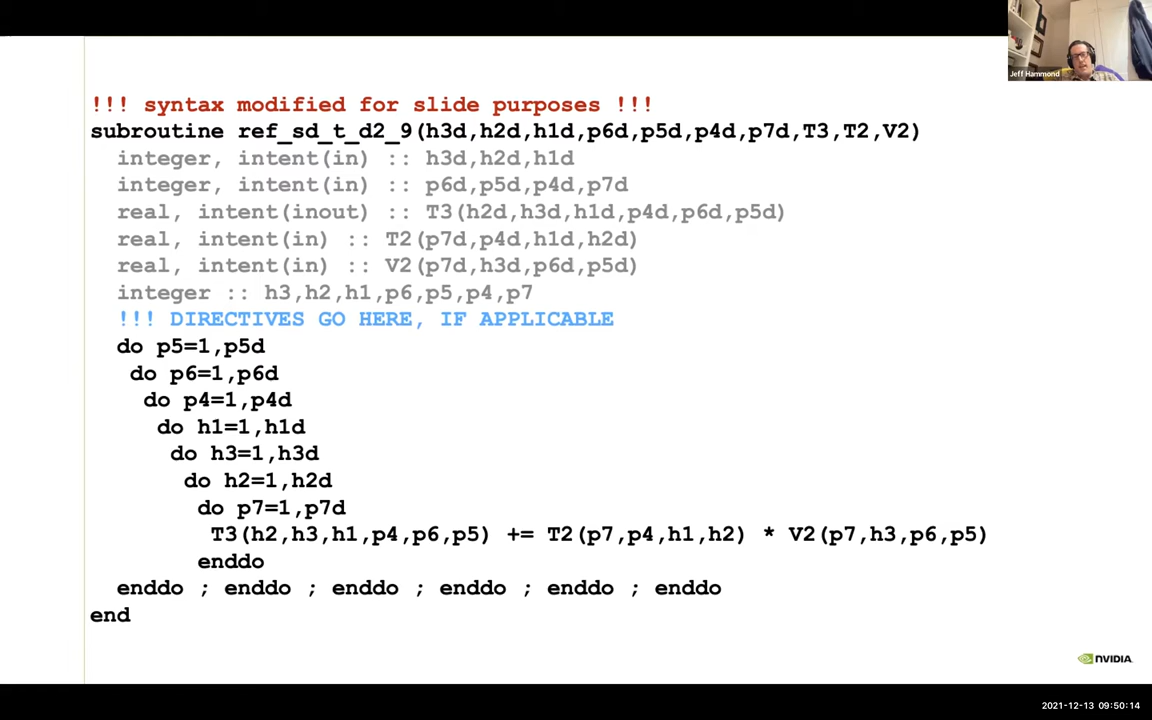 Jeff Hammond
!!! syntax modified for slide purposes !!!
subroutine ref_sd_t_d2_9(h3d,h2d,h1d,p6d,p5d,p4d,p7d,T3,T2,V2)
integer, intent(in) :: h3d,h2d,h1d
integer, intent(in) :: p6d,p5d,p4d,p7d
real, intent(inout) :: T3(h2d,h3d,h1d,p4d,p6d,p5d)
real, intent(in) :: T2(p7d,p4d,h1d,h2d)
real, intent(in) :: V2(p7d,h3d,p6d,p5d)
integer :: h3,h2,h1,p6,p5,p4,p7
!!! DIRECTIVES GO HERE, IF APPLICABLE
do p5=1,p5d
do p6=1,p6d
do p4=1,p4d
do h1=1,h1d
do h3=1,h3d
do h2=1,h2d
do p7=1,p7d
T3(h2,h3,h1,p4,p6,p5) += T2(p7,p4,h1,h2) * V2(p7,h3,p6,p5)
enddo
enddo ; enddo ; enddo ; enddo ; enddo ; enddo
end
NVIDIA.
2021-12-13 09:50:14